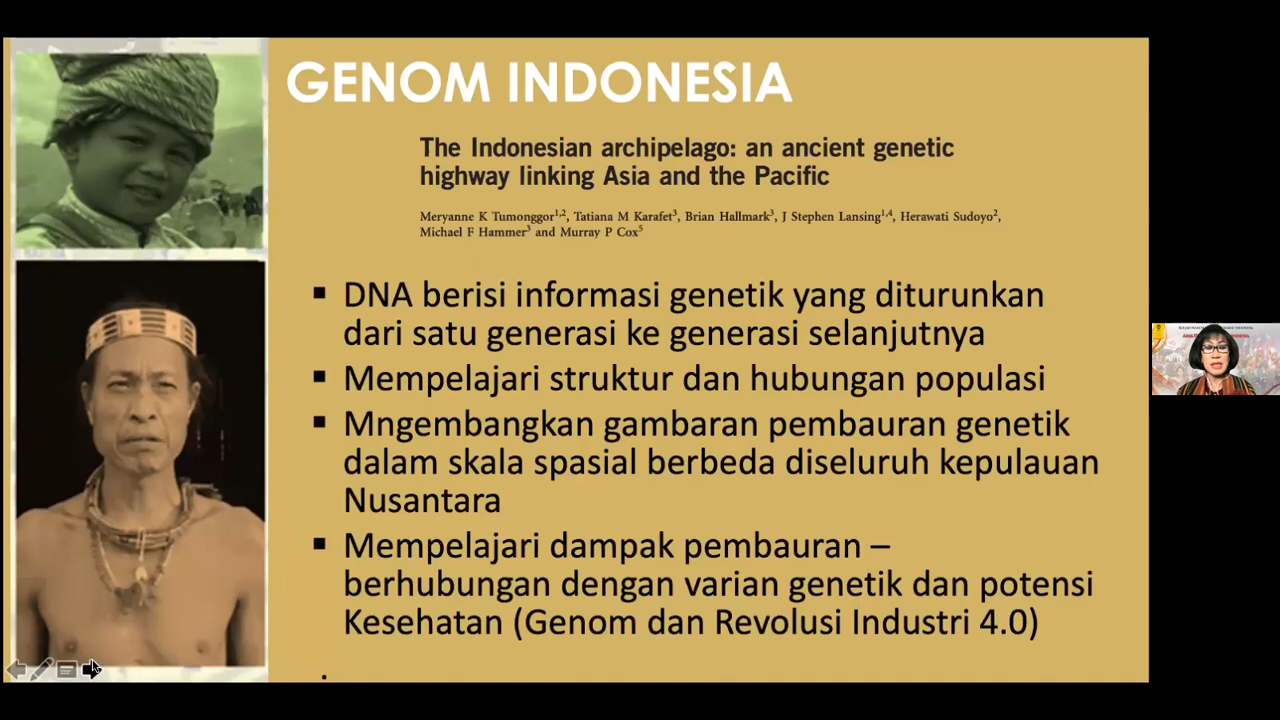 GENOM INDONESIA
The Indonesian archipelago: an ancient genetic
highway linking Asia and the Pacific
Meryanne K Tumonggor1,2, Tatiana M Karafet3, Brian Hallmark3, J Stephen Lansing1,4, Herawati Sudoyo2,
Michael F Hammer3 and Murray P Cox5
▪ DNA berisi informasi genetik yang diturunkan
dari satu generasi ke generasi selanjutnya
▪ Mempelajari struktur dan hubungan populasi
▪ Mngembangkan gambaran pembauran genetik
dalam skala spasial berbeda diseluruh kepulauan
Nusantara
▪ Mempelajari dampak pembauran –
berhubungan dengan varian genetik dan potensi
Kesehatan (Genom dan Revolusi Industri 4.0)
.